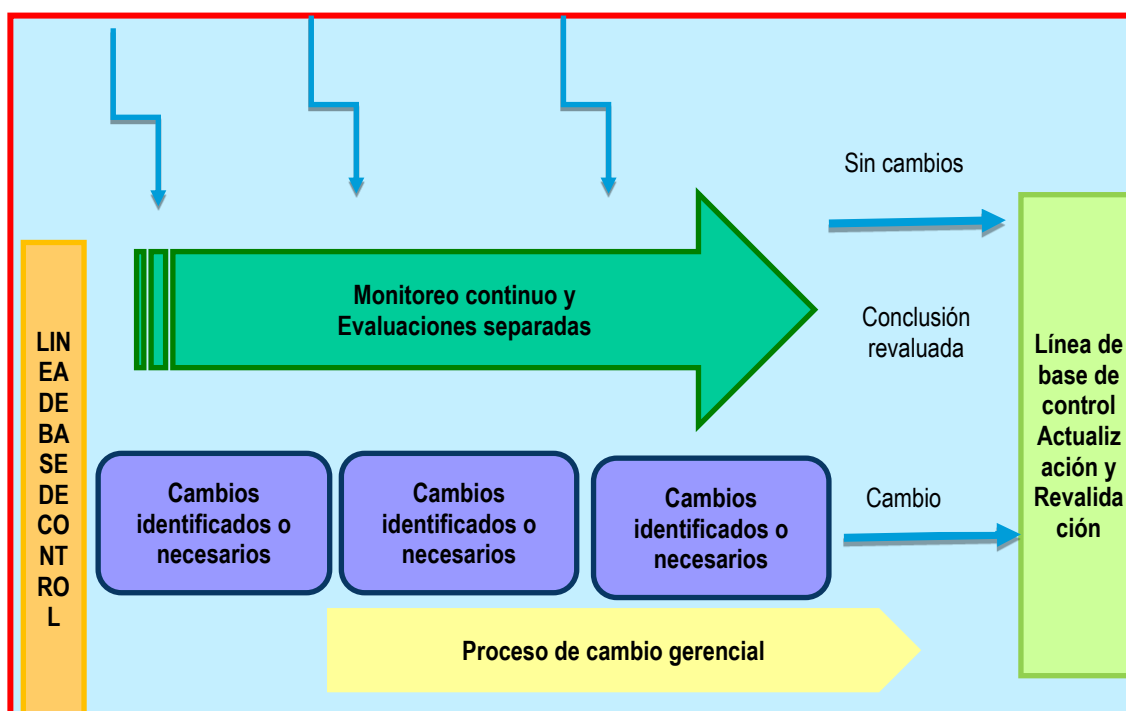 LIN
EA
DE
BA
SE
DE
CO
NT
RO
L
Monitoreo continuo y
Evaluaciones separadas
Sin cambios
Conclusión
revaluada
Cambios
identificados o
necesarios
Cambios
identificados o
necesarios
Cambios
identificados o
necesarios
Cambio
Proceso de cambio gerencial
Línea de
base de
control
Actualiz
ación y
Revalida
ción